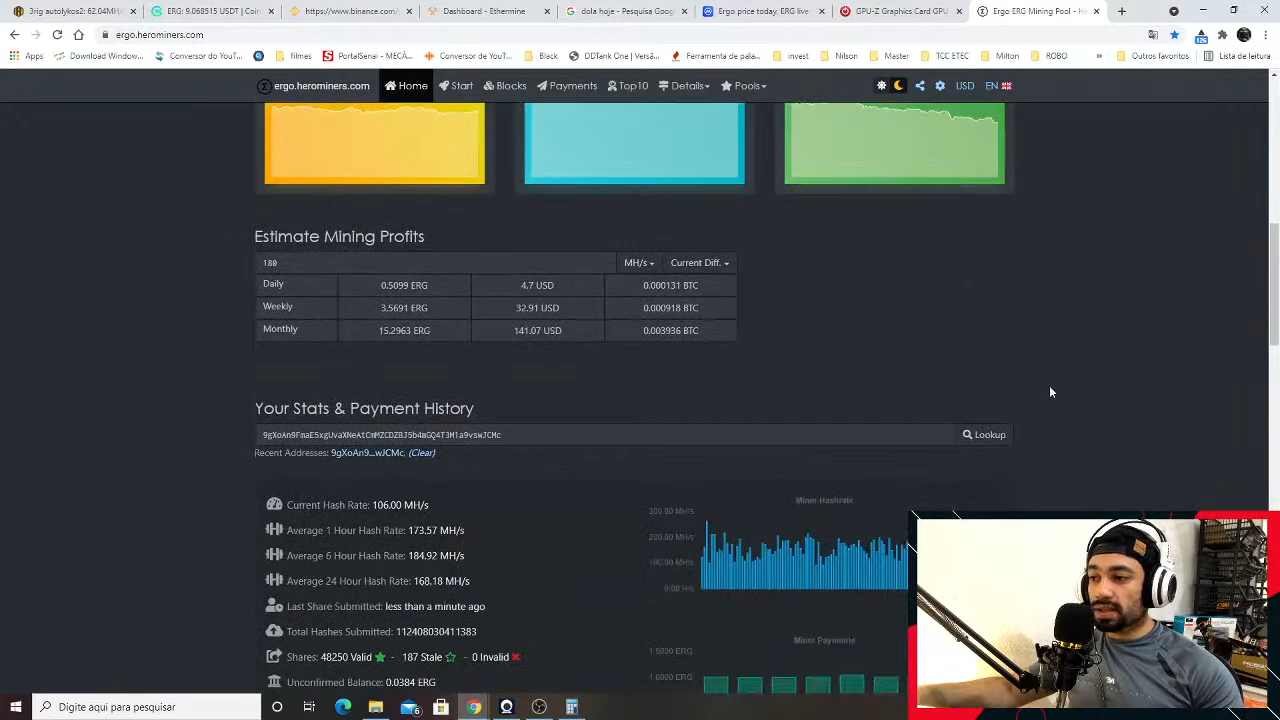 3rig autolykos2: 62.04MH/s
ERG: 9.068515 USDT | Coin
https://www.binance.com/
Dashboard - Ethermine
dola hoje - Pesquisa Goog
Ergo price today, ERG live
GPU-Z Graphics Card GPU
Ergo ERG Mining Pool - He
ergo.herominers.com
126
Apps
Download Window...
Conversor de YouT...
filmes
PortalSenai - MECÂ...
Conversor de YouT...
Black
DDTank One | Versã...
Ferramenta de pala...
invest
Nilson
Master
TCC ETEC
Milton
ROBO
»
Outros favoritos
Lista de leitura
ergo.herominers.com
Home
Start
Blocks
Payments
Top10
Details
Pools
USD
EN
Estimate Mining Profits
180
MH/s
Current Diff.
Daily 0.5099 ERG 4.7 USD 0.000131 BTC
Weekly 3.5691 ERG 32.91 USD 0.000918 BTC
Monthly 15.2963 ERG 141.07 USD 0.003936 BTC
Your Stats & Payment History
9gXoAn9FmaE5xgUvaXNeAtCmMZCDZBJ5b4mGQ4T3M1a9vswJCMc
Lookup
Recent Addresses: 9gXoAn9...wJCMc, (Clear)
Current Hash Rate: 106.00 MH/s
Average 1 Hour Hash Rate: 173.57 MH/s
Average 6 Hour Hash Rate: 184.92 MH/s
Average 24 Hour Hash Rate: 168.18 MH/s
Last Share Submitted: less than a minute ago
Total Hashes Submitted: 112408030411383
Shares: 48250 Valid - 187 Stale - 0 Invalid
Unconfirmed Balance: 0.0384 ERG
Miner Hashrate
300.00 MH/s
200.00 MH/s
100.00 MH/s
0.00 H/s
Miner Payments
1.5000 ERG
1.0000 ERG
Digite aqui para pesquisar
6